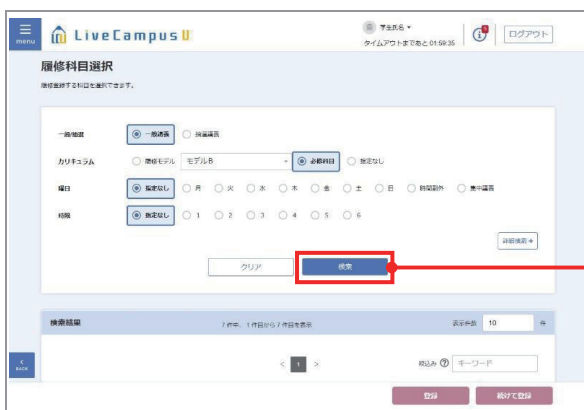 menu
LiveCampusU
学生氏名
タイムアウトまであと 01:59:35
ログアウト
履修科目選択
履修登録する科目を選択できます。
一般/抽選 一般講義 抽選講義
カリキュラム 履修モデル モデルB 必修科目 指定なし
曜日 指定なし 月 火 水 木 金 土 日 時間割外 集中講義
時限 指定なし 1 2 3 4 5 6
詳細検索
クリア 検索
検索結果 7 件中、1 件目から 7 件目を表示 表示件数 10 件
< 1 > 絞込み キーワード
BACK
登録 続けて登録